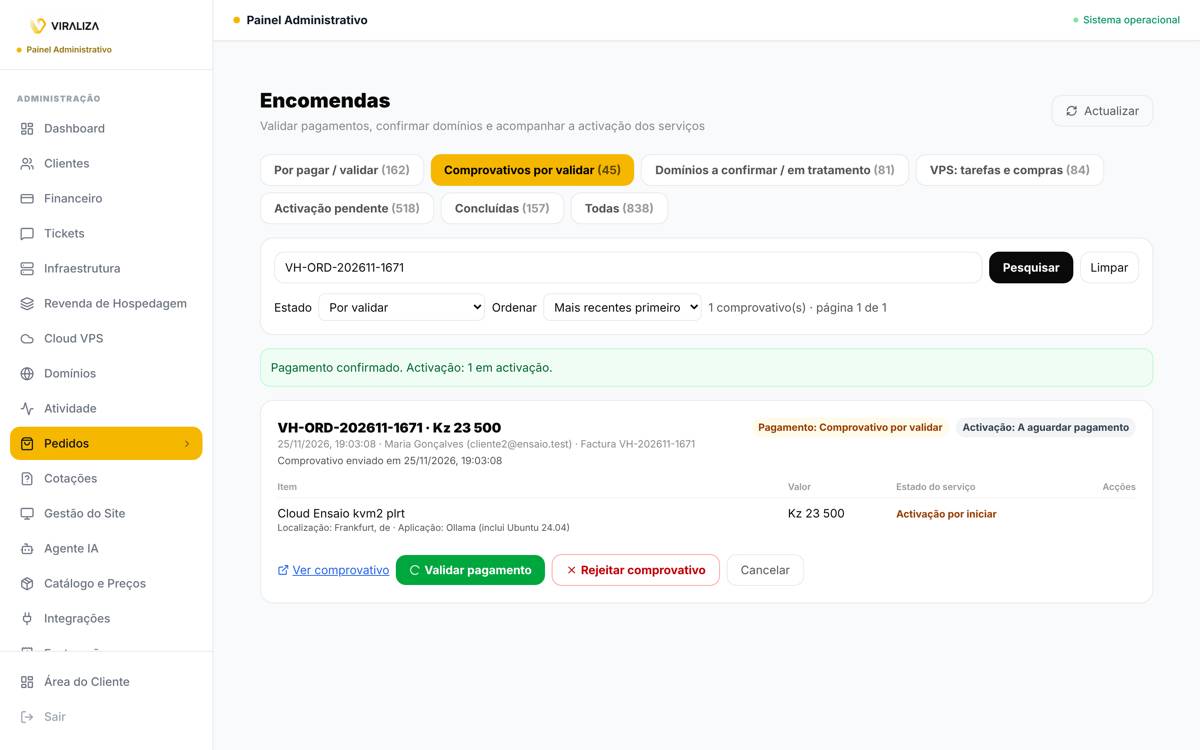 VIRALIZA
Painel Administrativo
ADMINISTRAÇÃO
Dashboard
Clientes
Financeiro
Tickets
Infraestrutura
Revenda de Hospedagem
Cloud VPS
Domínios
Atividade
Pedidos
Cotações
Gestão do Site
Agente IA
Catálogo e Preços
Integrações
Área do Cliente
Sair
Painel Administrativo
Sistema operacional
Encomendas
Validar pagamentos, confirmar domínios e acompanhar a activação dos serviços
Actualizar
Por pagar / validar (162)
Comprovativos por validar (45)
Domínios a confirmar / em tratamento (81)
VPS: tarefas e compras (84)
Activação pendente (518)
Concluídas (157)
Todas (838)
VH-ORD-202611-1671
Pesquisar
Limpar
Estado Por validar Ordenar Mais recentes primeiro 1 comprovativo(s) · página 1 de 1
Pagamento confirmado. Activação: 1 em activação.
VH-ORD-202611-1671 · Kz 23 500
Pagamento: Comprovativo por validar
Activação: A aguardar pagamento
25/11/2026, 19:03:08 · Maria Gonçalves (cliente2@ensaio.test) · Factura VH-202611-1671
Comprovativo enviado em 25/11/2026, 19:03:08
Item Valor Estado do serviço Acções
Cloud Ensaio kvm2 plrt Kz 23 500 Activação por iniciar
Localização: Frankfurt, de · Aplicação: Ollama (inclui Ubuntu 24.04)
Ver comprovativo
Validar pagamento
Rejeitar comprovativo
Cancelar